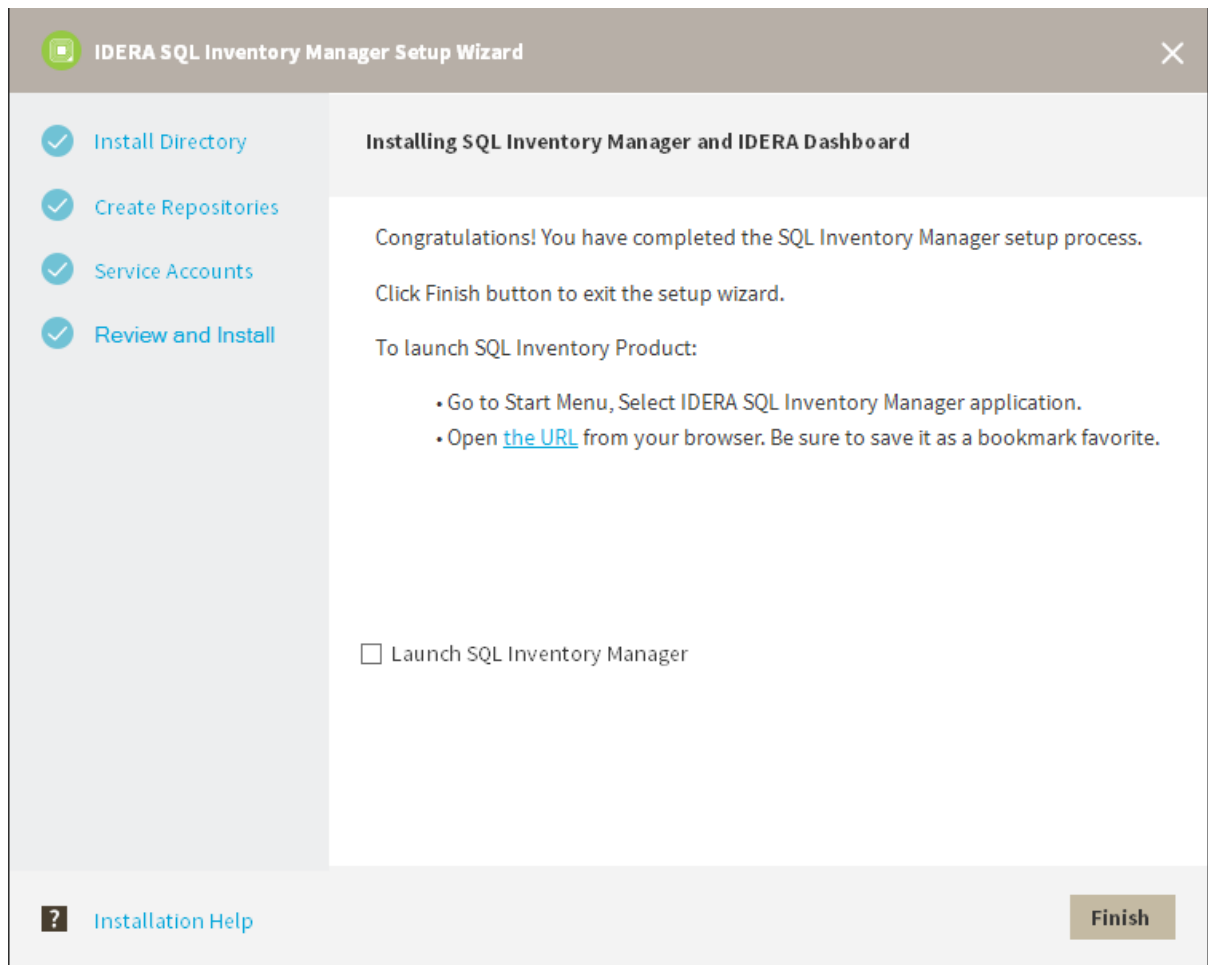 IDERA SQL Inventory Manager Setup Wizard
Install Directory
Create Repositories
Service Accounts
Review and Install
Installing SQL Inventory Manager and IDERA Dashboard
Congratulations! You have completed the SQL Inventory Manager setup process.
Click Finish button to exit the setup wizard.
To launch SQL Inventory Product:
• Go to Start Menu, Select IDERA SQL Inventory Manager application.
• Open the URL from your browser. Be sure to save it as a bookmark favorite.
Launch SQL Inventory Manager
? Installation Help
Finish